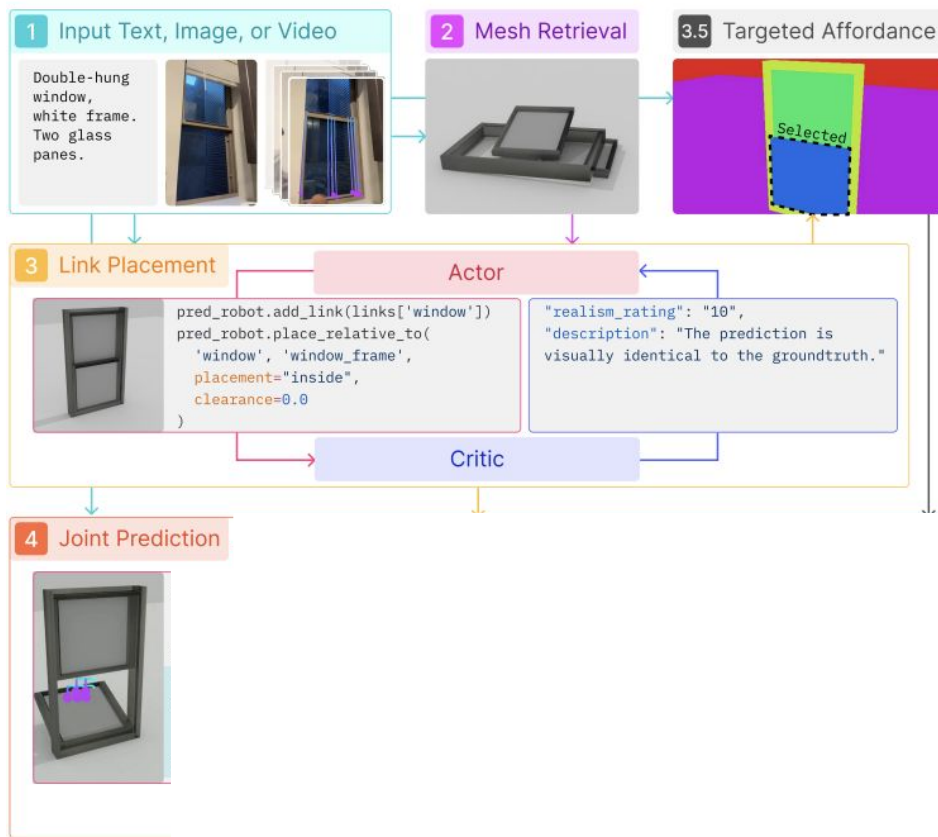 1 Input Text, Image, or Video
Double-hung
window,
white frame.
Two glass
panes.
2 Mesh Retrieval
3.5 Targeted Affordance
Selected
3 Link Placement
Actor
pred_robot.add_link(links['window'])
pred_robot.place_relative_to(
'window', 'window_frame',
placement="inside",
clearance=0.0
)
"realism_rating": "10",
"description": "The prediction is
visually identical to the groundtruth."
Critic
4 Joint Prediction